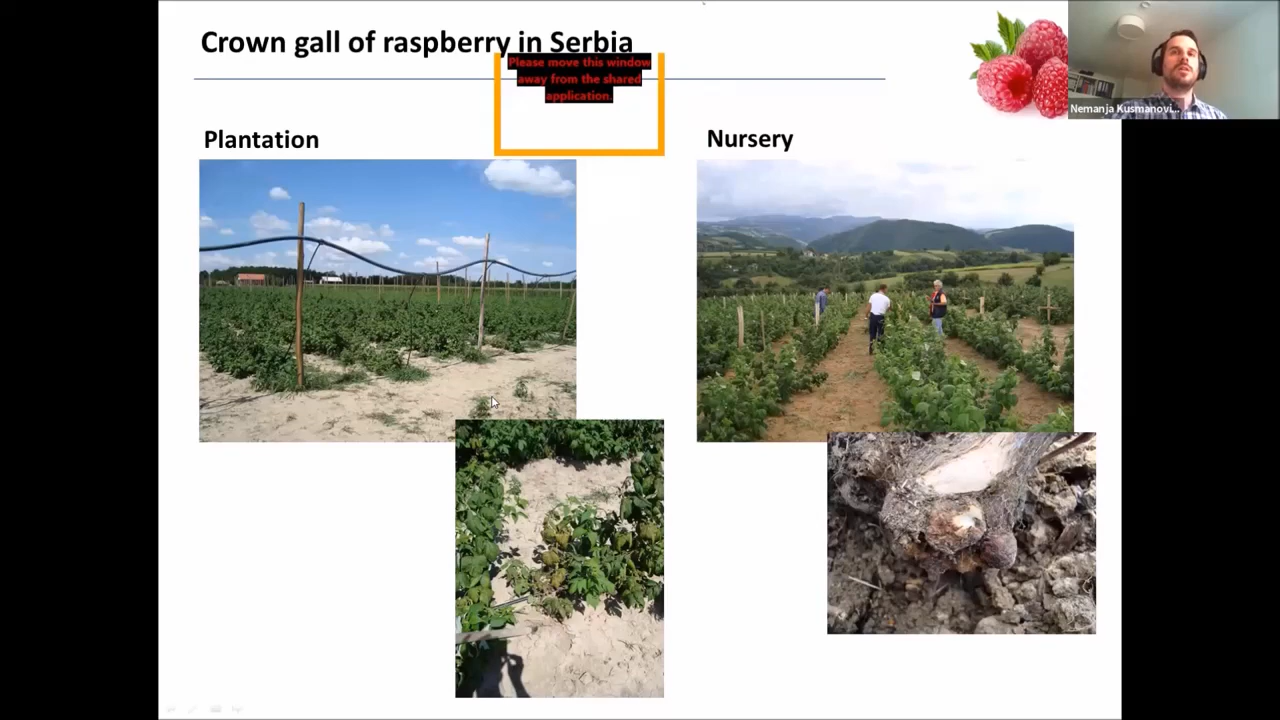 Crown gall of raspberry in Serbia
Please move this window
away from the shared
application.
Nemanja Kusmanovi...
Plantation
Nursery